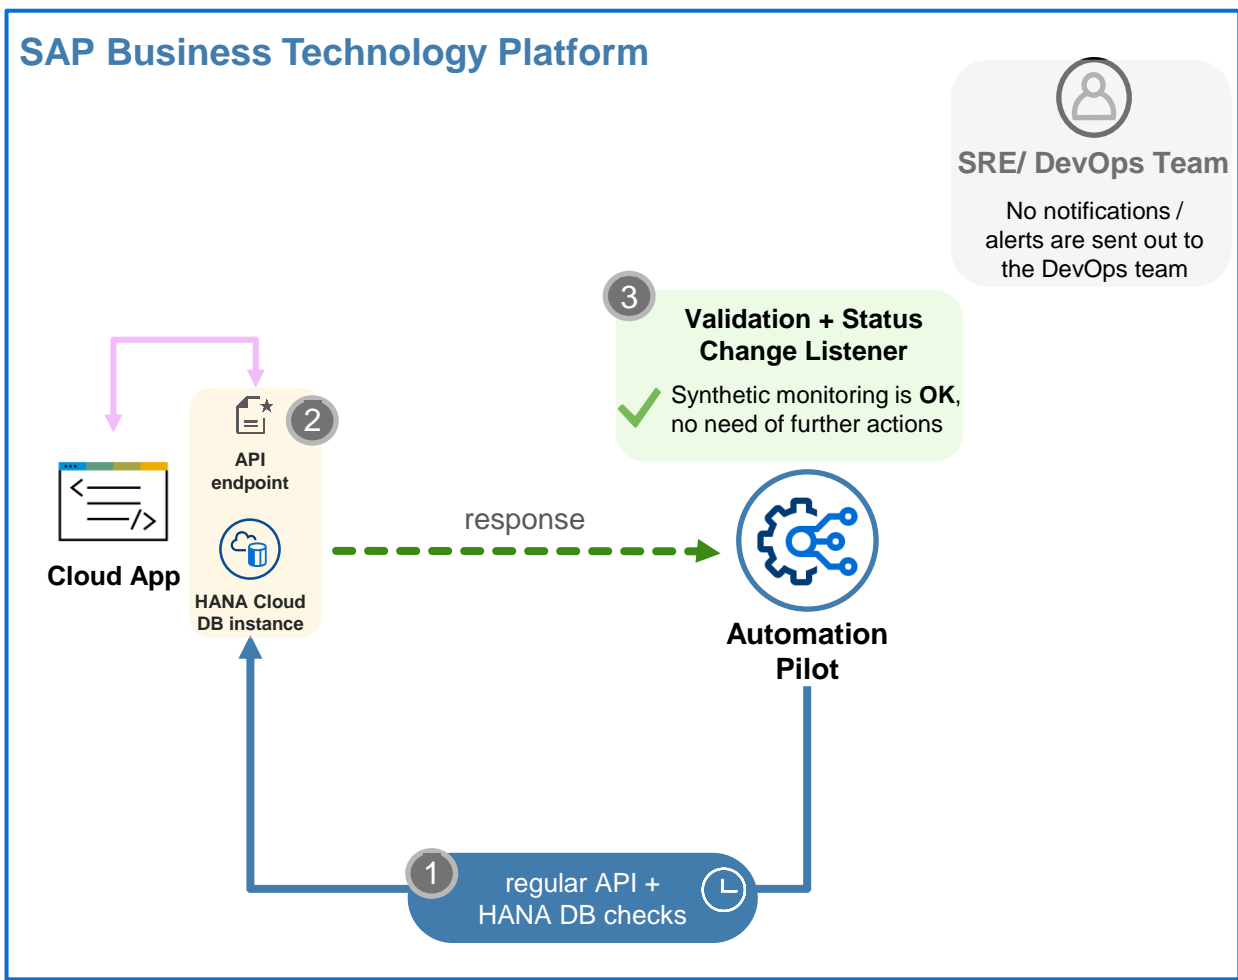 SAP Business Technology Platform
SRE/ DevOps Team
No notifications /
alerts are sent out to
the DevOps team
3
Validation + Status
Change Listener
Synthetic monitoring is OK,
no need of further actions
2
API
endpoint
</>
Cloud App
HANA Cloud
DB instance
response
Automation
Pilot
1
regular API +
HANA DB checks